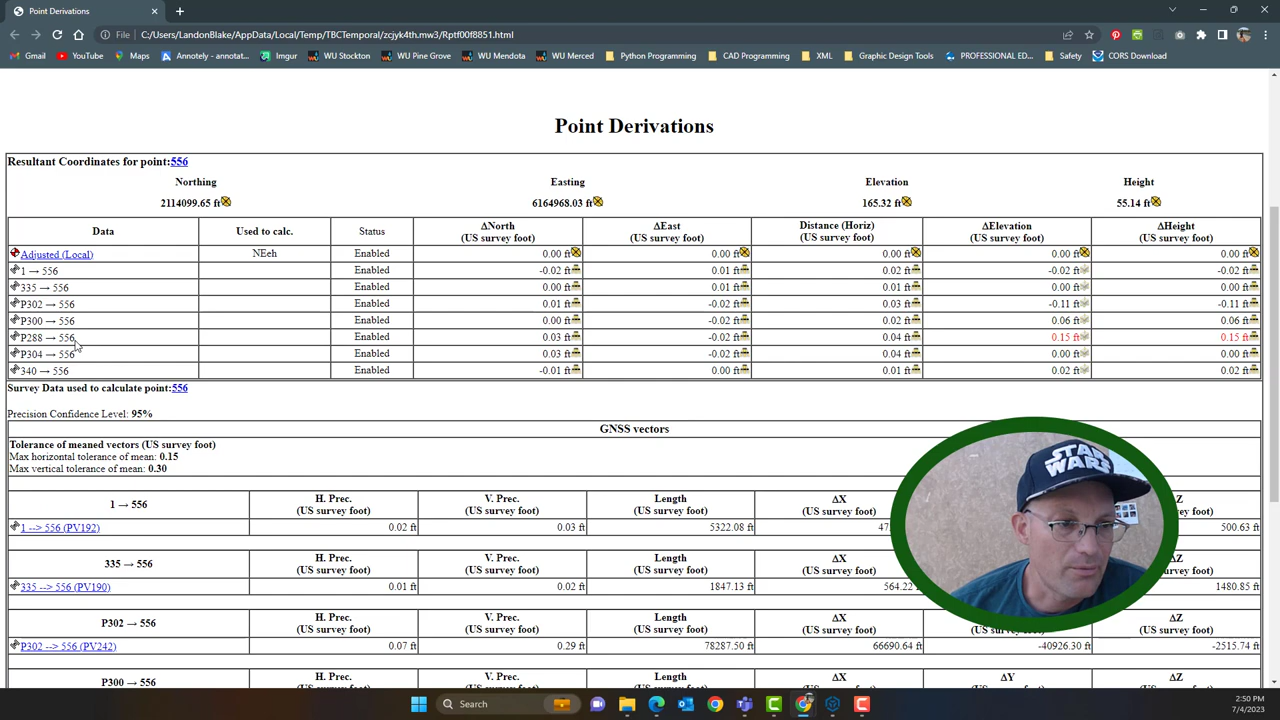 Point Derivations
File C:/Users/LandonBlake/AppData/Local/Temp/TBCTemporal/zcjyk4th.mw3/Rptf00f8851.html
Gmail YouTube Maps Annotely - annotat... Imgur WU Stockton WU Pine Grove WU Mendota WU Merced Python Programming CAD Programming XML Graphic Design Tools PROFESSIONAL ED... Safety CORS Download
Point Derivations
Resultant Coordinates for point:556
Northing Easting Elevation Height
2114099.65 ft 6164968.03 ft 165.32 ft 55.14 ft
Data Used to calc. Status ΔNorth (US survey foot) ΔEast (US survey foot) Distance (Horiz) (US survey foot) ΔElevation (US survey foot) ΔHeight (US survey foot)
Adjusted (Local) NEeh Enabled 0.00 ft 0.00 ft 0.00 ft 0.00 ft 0.00 ft
1 → 556 Enabled -0.02 ft 0.01 ft 0.02 ft -0.02 ft -0.02 ft
335 → 556 Enabled 0.00 ft 0.01 ft 0.01 ft 0.00 ft 0.00 ft
P302 → 556 Enabled 0.01 ft -0.02 ft 0.03 ft -0.11 ft -0.11 ft
P300 → 556 Enabled 0.00 ft -0.02 ft 0.02 ft 0.06 ft 0.06 ft
P288 → 556 Enabled 0.03 ft -0.02 ft 0.04 ft 0.15 ft 0.15 ft
P304 → 556 Enabled 0.03 ft -0.02 ft 0.04 ft 0.00 ft 0.00 ft
340 → 556 Enabled -0.01 ft 0.00 ft 0.01 ft 0.02 ft 0.02 ft
Survey Data used to calculate point:556
Precision Confidence Level: 95%
GNSS vectors
Tolerance of meaned vectors (US survey foot)
Max horizontal tolerance of mean: 0.15
Max vertical tolerance of mean: 0.30
1 → 556 H. Prec. (US survey foot) V. Prec. (US survey foot) Length (US survey foot) ΔX (US survey foot) Z survey foot)
1 --> 556 (PV192) 0.02 ft 0.03 ft 5322.08 ft 47 500.63 ft
335 → 556 H. Prec. (US survey foot) V. Prec. (US survey foot) Length (US survey foot) ΔX (US survey foot) Z survey foot)
335 --> 556 (PV190) 0.01 ft 0.02 ft 1847.13 ft 564.22 1480.85 ft
P302 → 556 H. Prec. (US survey foot) V. Prec. (US survey foot) Length (US survey foot) ΔX (US survey foot) (US survey foot) ΔZ (US survey foot)
P302 --> 556 (PV242) 0.07 ft 0.29 ft 78287.50 ft 66690.64 ft -40926.30 ft -2515.74 ft
P300 → 556 H. Prec. V. Prec. Length ΔX ΔY ΔZ
STAR
WARS
Search
2:50 PM
7/4/2023